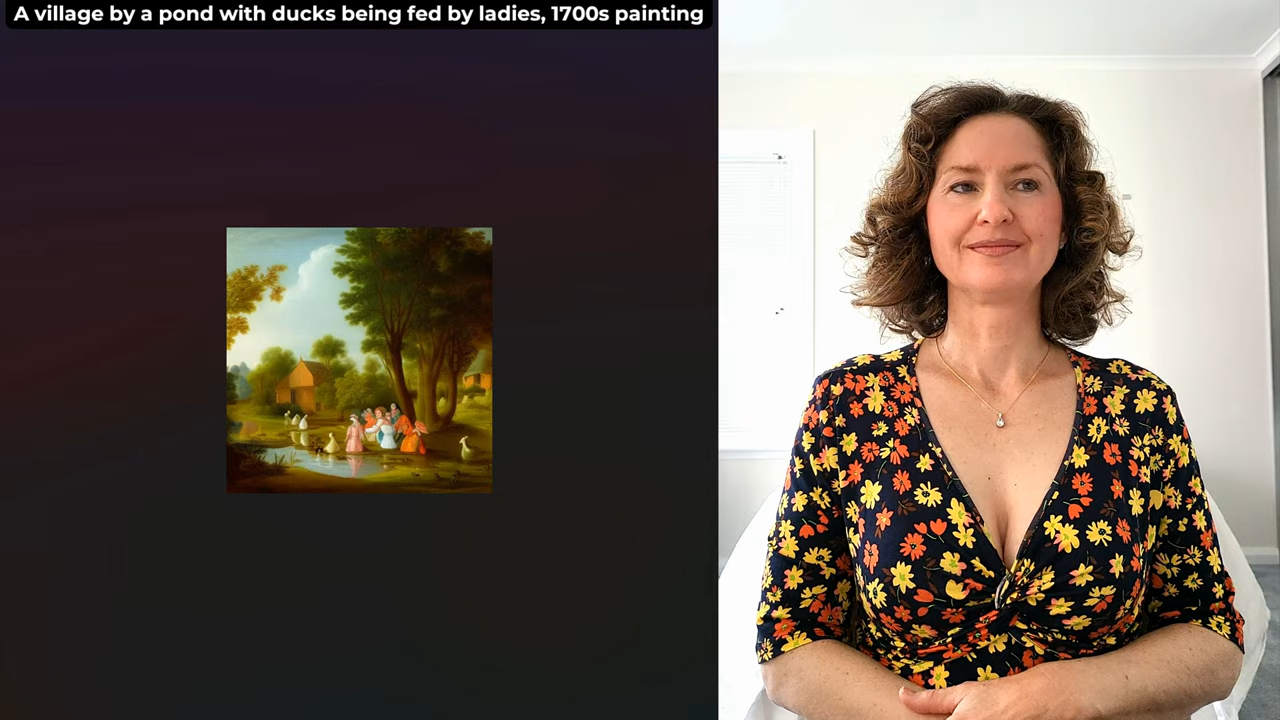 A village by a pond with ducks being fed by ladies, 1700s painting